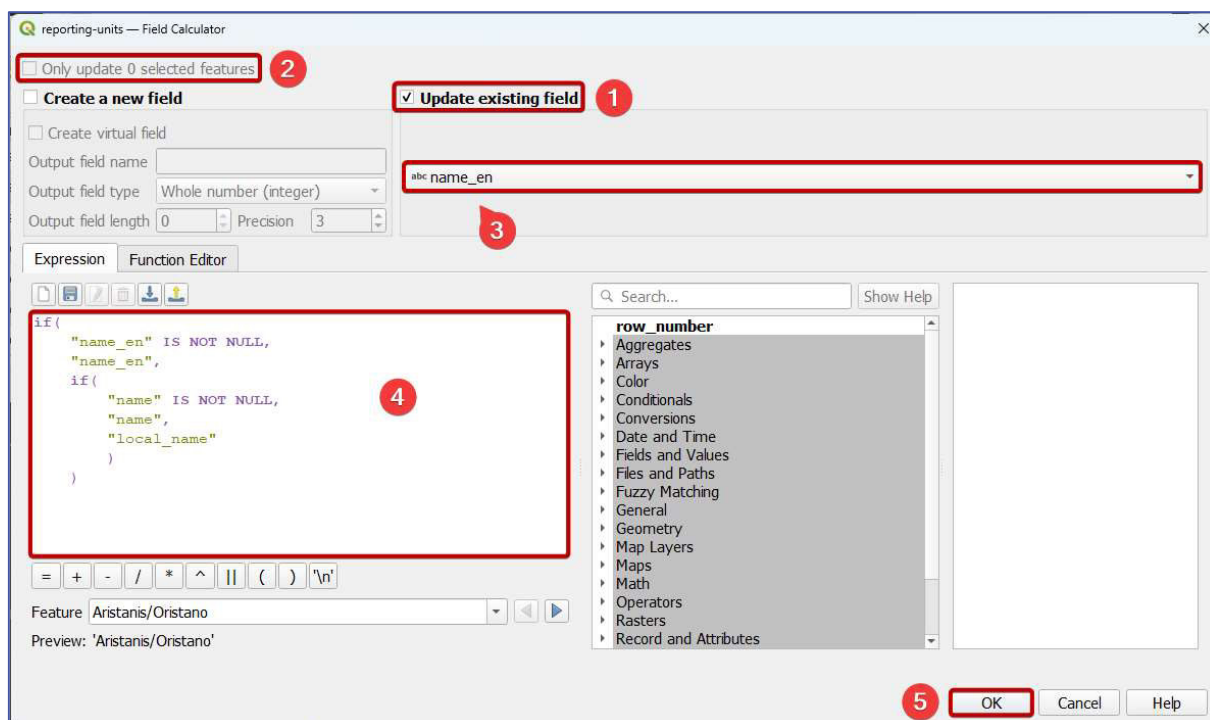 reporting-units — Field Calculator
Only update 0 selected features
2
Create a new field
Update existing field
1
Create virtual field
Output field name
abc name_en
Output field type Whole number (integer)
Output field length 0 Precision 3
3
Expression Function Editor
Search... Show Help
if(
"name_en" IS NOT NULL,
"name_en",
if(
"name" IS NOT NULL,
"name",
"local_name"
)
)
4
row_number
Aggregates
Arrays
Color
Conditionals
Conversions
Date and Time
Fields and Values
Files and Paths
Fuzzy Matching
General
Geometry
Map Layers
Maps
Math
Operators
Rasters
Record and Attributes
= + - / * ^ || ( ) '\n'
Feature Aristanis/Oristano
Preview: 'Aristanis/Oristano'
5
OK Cancel Help